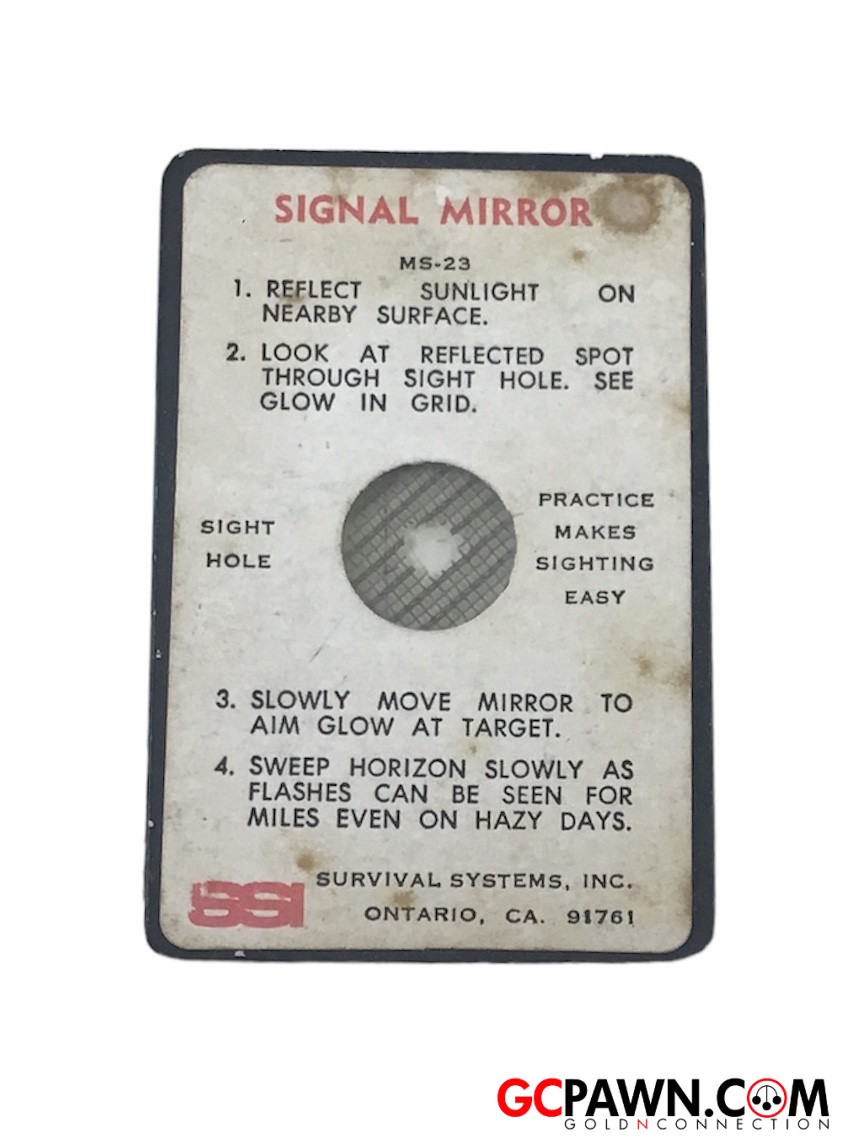 SIGNAL MIRROR
MS-23
1. REFLECT SUNLIGHT ON
NEARBY SURFACE.
2. LOOK AT REFLECTED SPOT
THROUGH SIGHT HOLE. SEE
GLOW IN GRID.
SIGHT
HOLE
PRACTICE
MAKES
SIGHTING
EASY
3. SLOWLY MOVE MIRROR TO
AIM GLOW AT TARGET.
4. SWEEP HORIZON SLOWLY AS
FLASHES CAN BE SEEN FOR
MILES EVEN ON HAZY DAYS.
SSI
SURVIVAL SYSTEMS, INC.
ONTARIO, CA. 91761
GCPAWN.COM
GOLDNCONNECTION